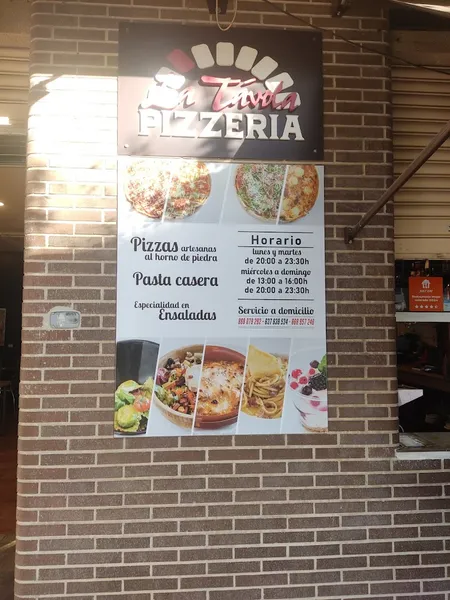 La Távola
PIZZERIA
Pizzas artesanas
al horno de piedra
Pasta casera
Especialidad en
Ensaladas
Horario
lunes y martes
de 20:00 a 23:30h
miércoles a domingo
de 13:00 a 16:00h
de 20:00 a 23:30h
Servicio a domicilio